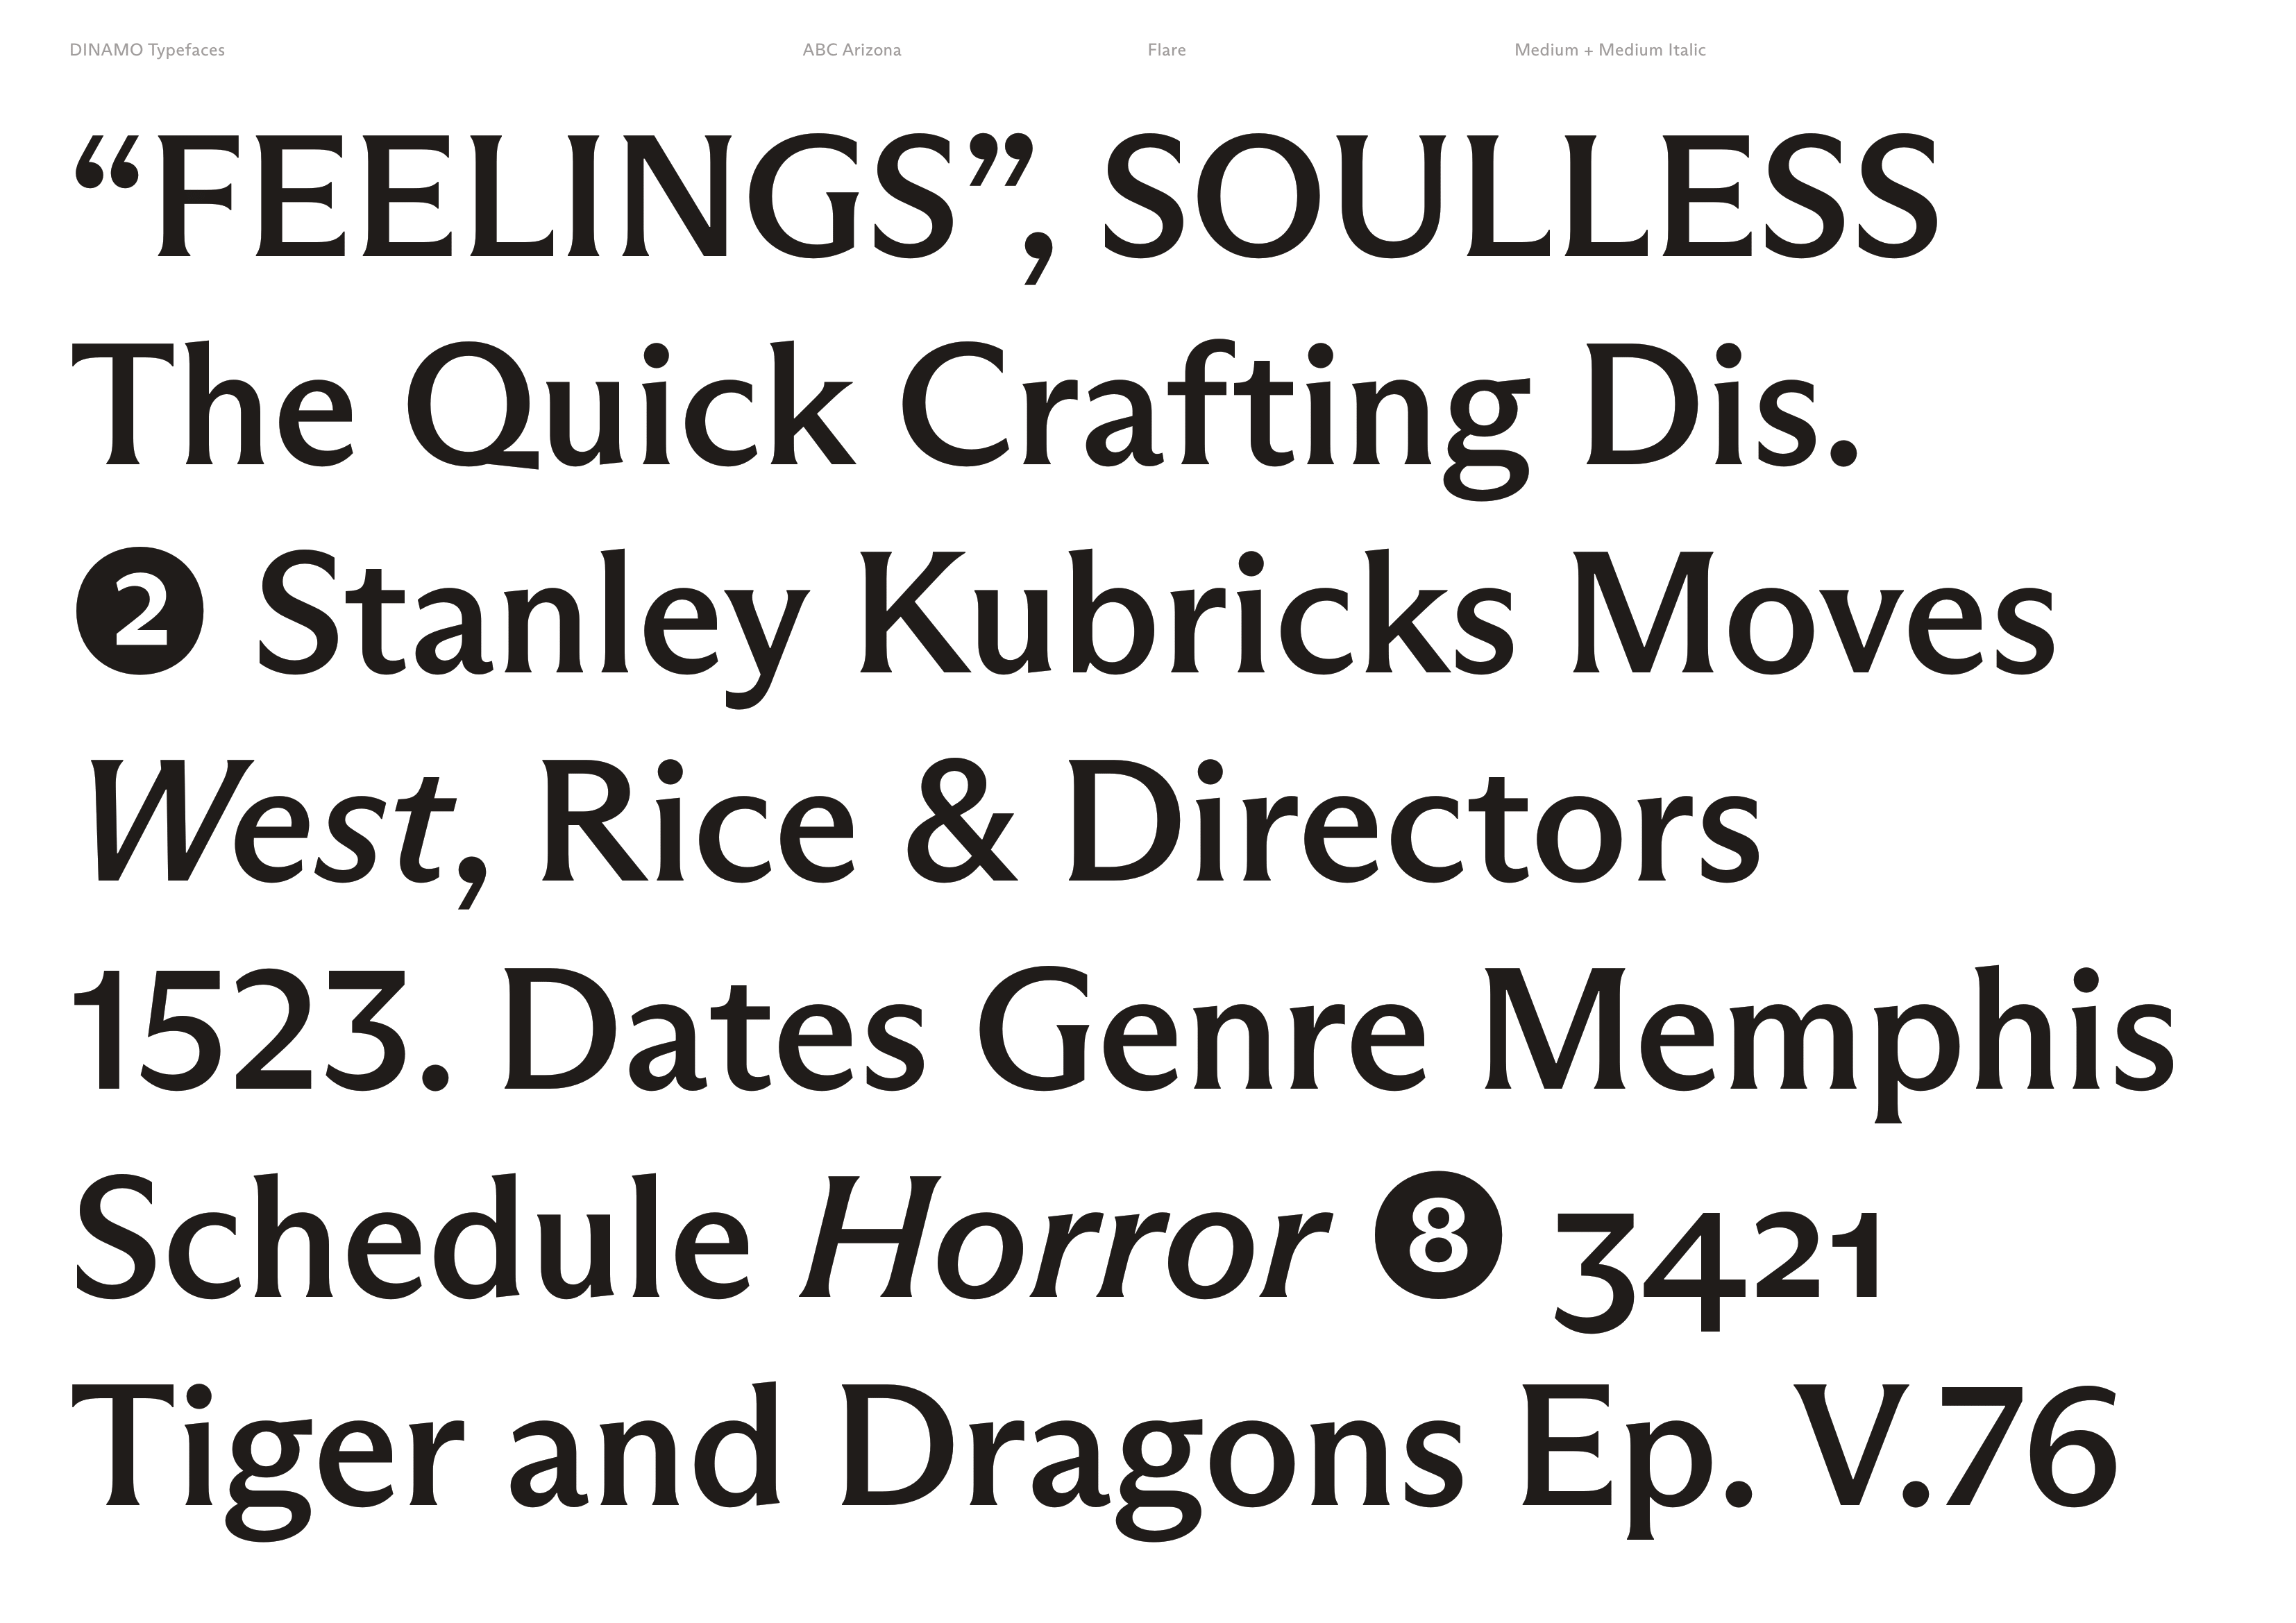 DINAMO Typefaces ABC Arizona Flare Medium + Medium Italic
“FEELINGS”, SOULLESS
The Quick Crafting Dis.
❷ Stanley Kubricks Moves
West, Rice & Directors
1523. Dates Genre Memphis
Schedule Horror ❽ 3421
Tiger and Dragons Ep. V.76